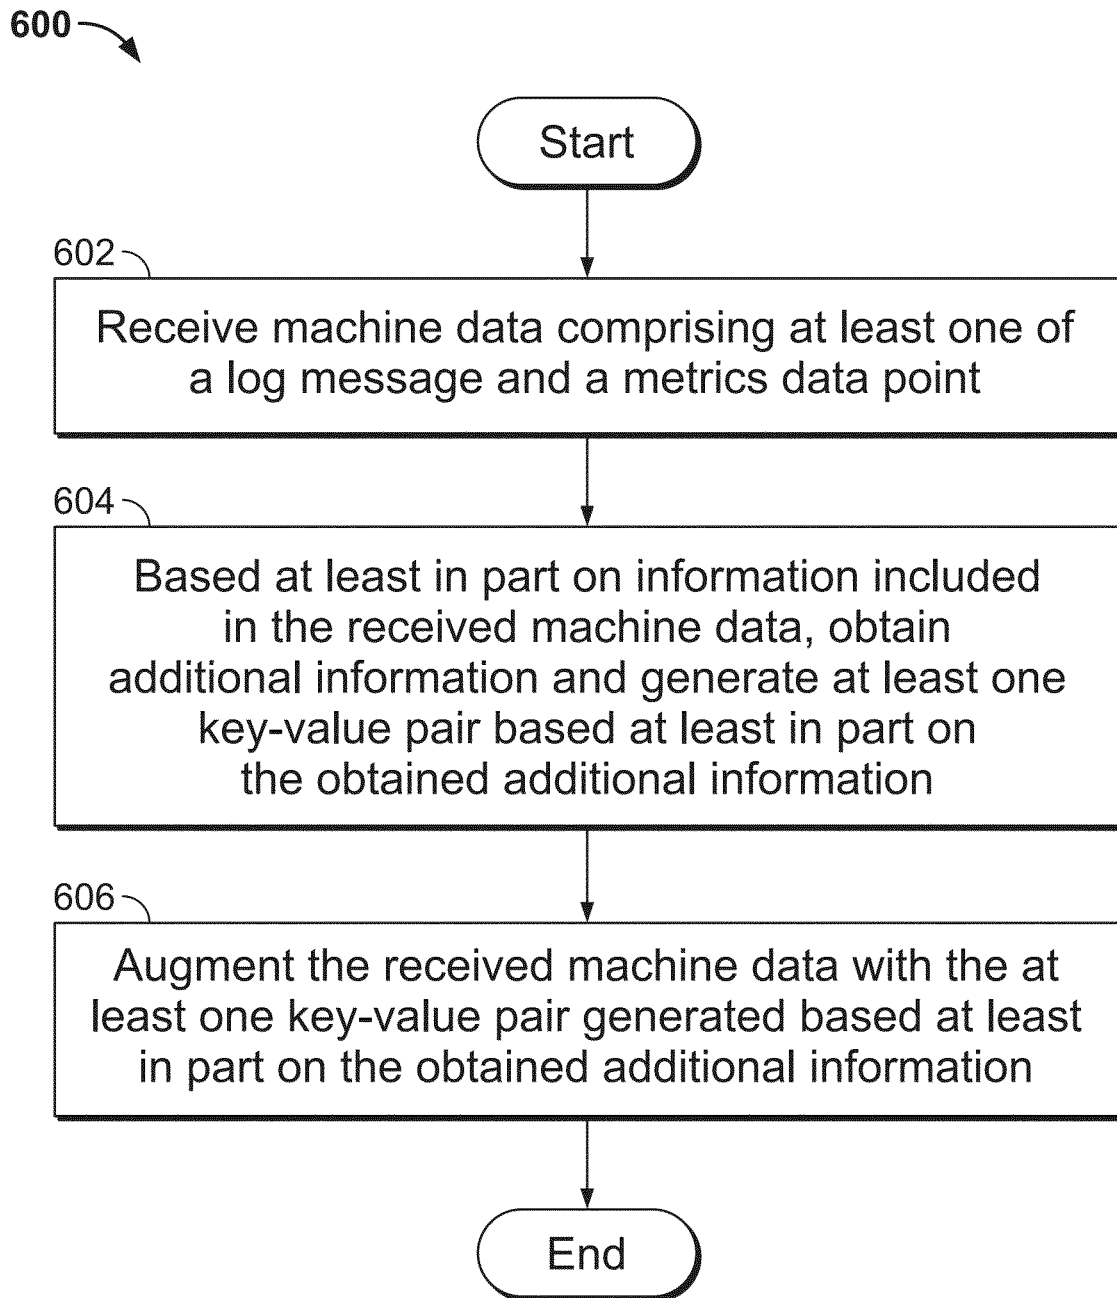 600
Start
602
Receive machine data comprising at least one of
a log message and a metrics data point
604
Based at least in part on information included
in the received machine data, obtain
additional information and generate at least one
key-value pair based at least in part on
the obtained additional information
606
Augment the received machine data with the at
least one key-value pair generated based at least
in part on the obtained additional information
End